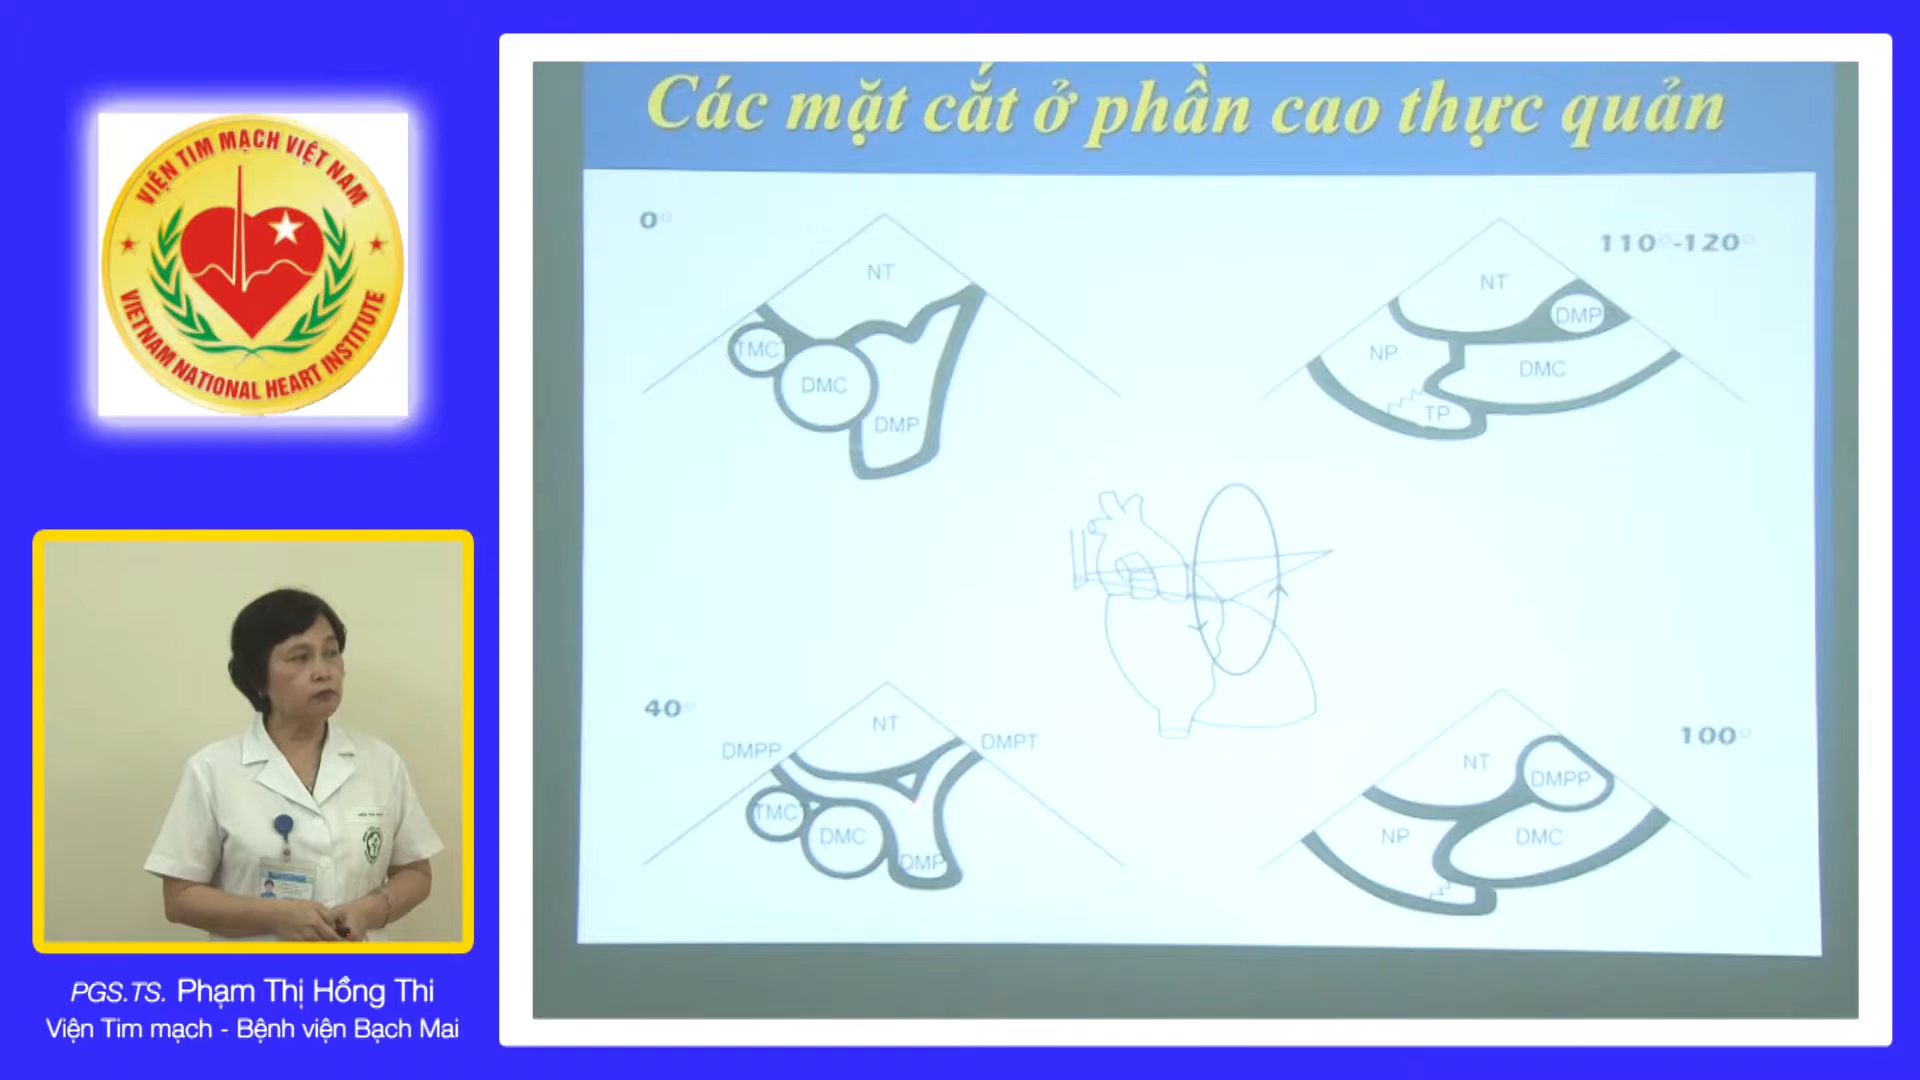 VIỆN TIM MẠCH VIỆT NAM
VIETNAM NATIONAL HEART INSTITUTE
PGS.TS. Phạm Thị Hồng Thi
Viện Tim mạch - Bệnh viện Bạch Mai
Các mặt cắt ở phần cao thực quản
0°
NT
TMCT
DMC
DMP
110°-120°
NT
DMP
NP
DMC
TP
40°
NT
DMPP
DMPT
TMCT
DMC
DMP
100°
NT
DMPP
NP
DMC